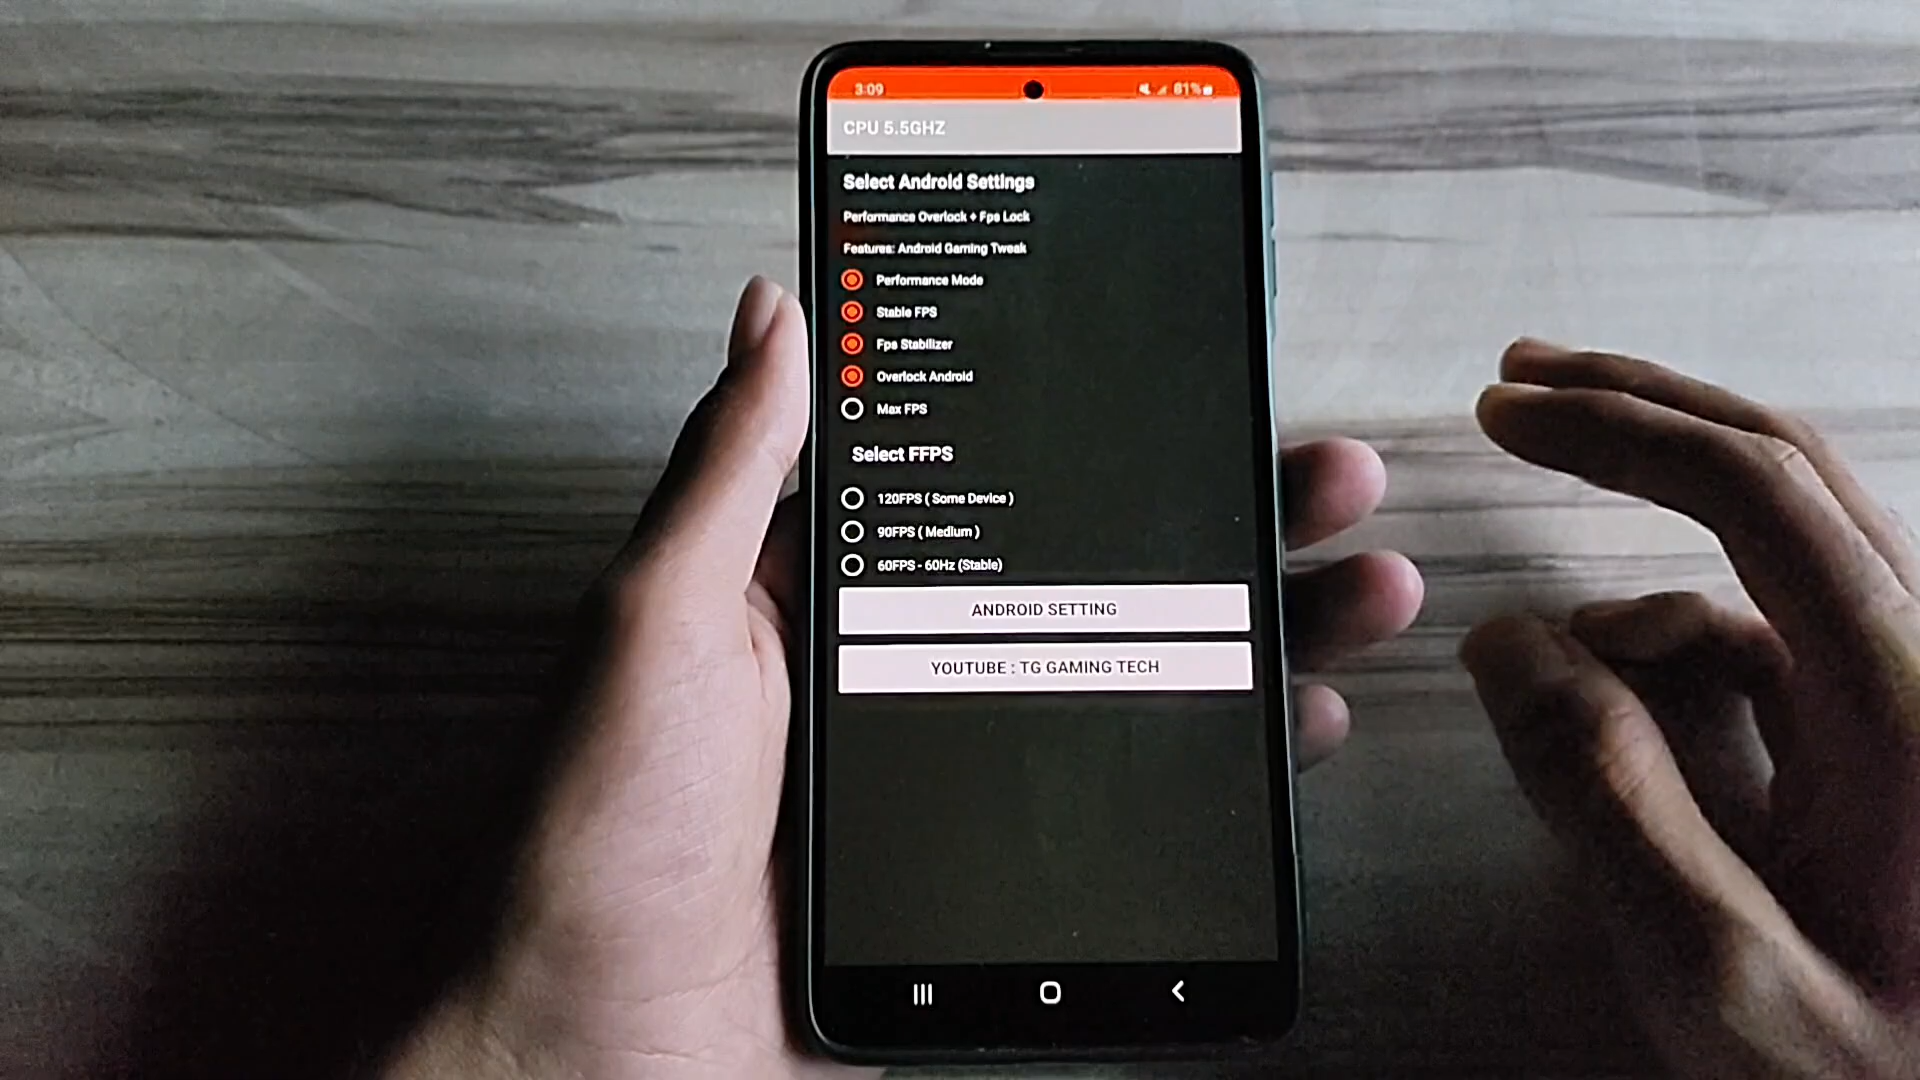 3:09
81%
CPU 5.5GHZ
Select Android Settings
Performance Overlock + Fps Lock
Features: Android Gaming Tweak
Performance Mode
Stable FPS
Fps Stabilizer
Overlock Android
Max FPS
Select FFPS
120FPS ( Some Device )
90FPS ( Medium )
60FPS - 60Hz (Stable)
ANDROID SETTING
YOUTUBE : TG GAMING TECH